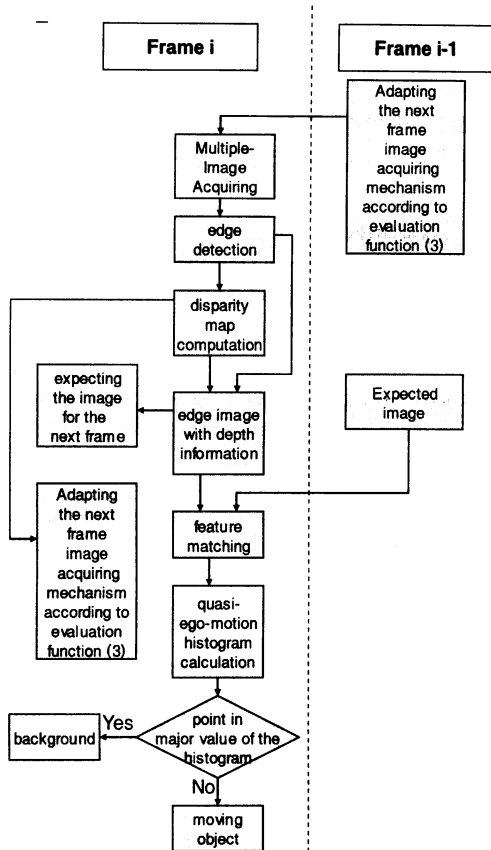 Frame i
Frame i-1
Adapting
the next
frame
image
acquiring
mechanism
according to
evaluation
function (3)
Multiple-
Image
Acquiring
edge
detection
disparity
map
computation
expecting
the image
for the
next frame
edge image
with depth
information
Expected
image
Adapting
the next
frame
image
acquiring
mechanism
according to
evaluation
function (3)
feature
matching
quasi-
ego-motion
histogram
calculation
point in
major value of the
histogram
Yes
background
No
moving
object